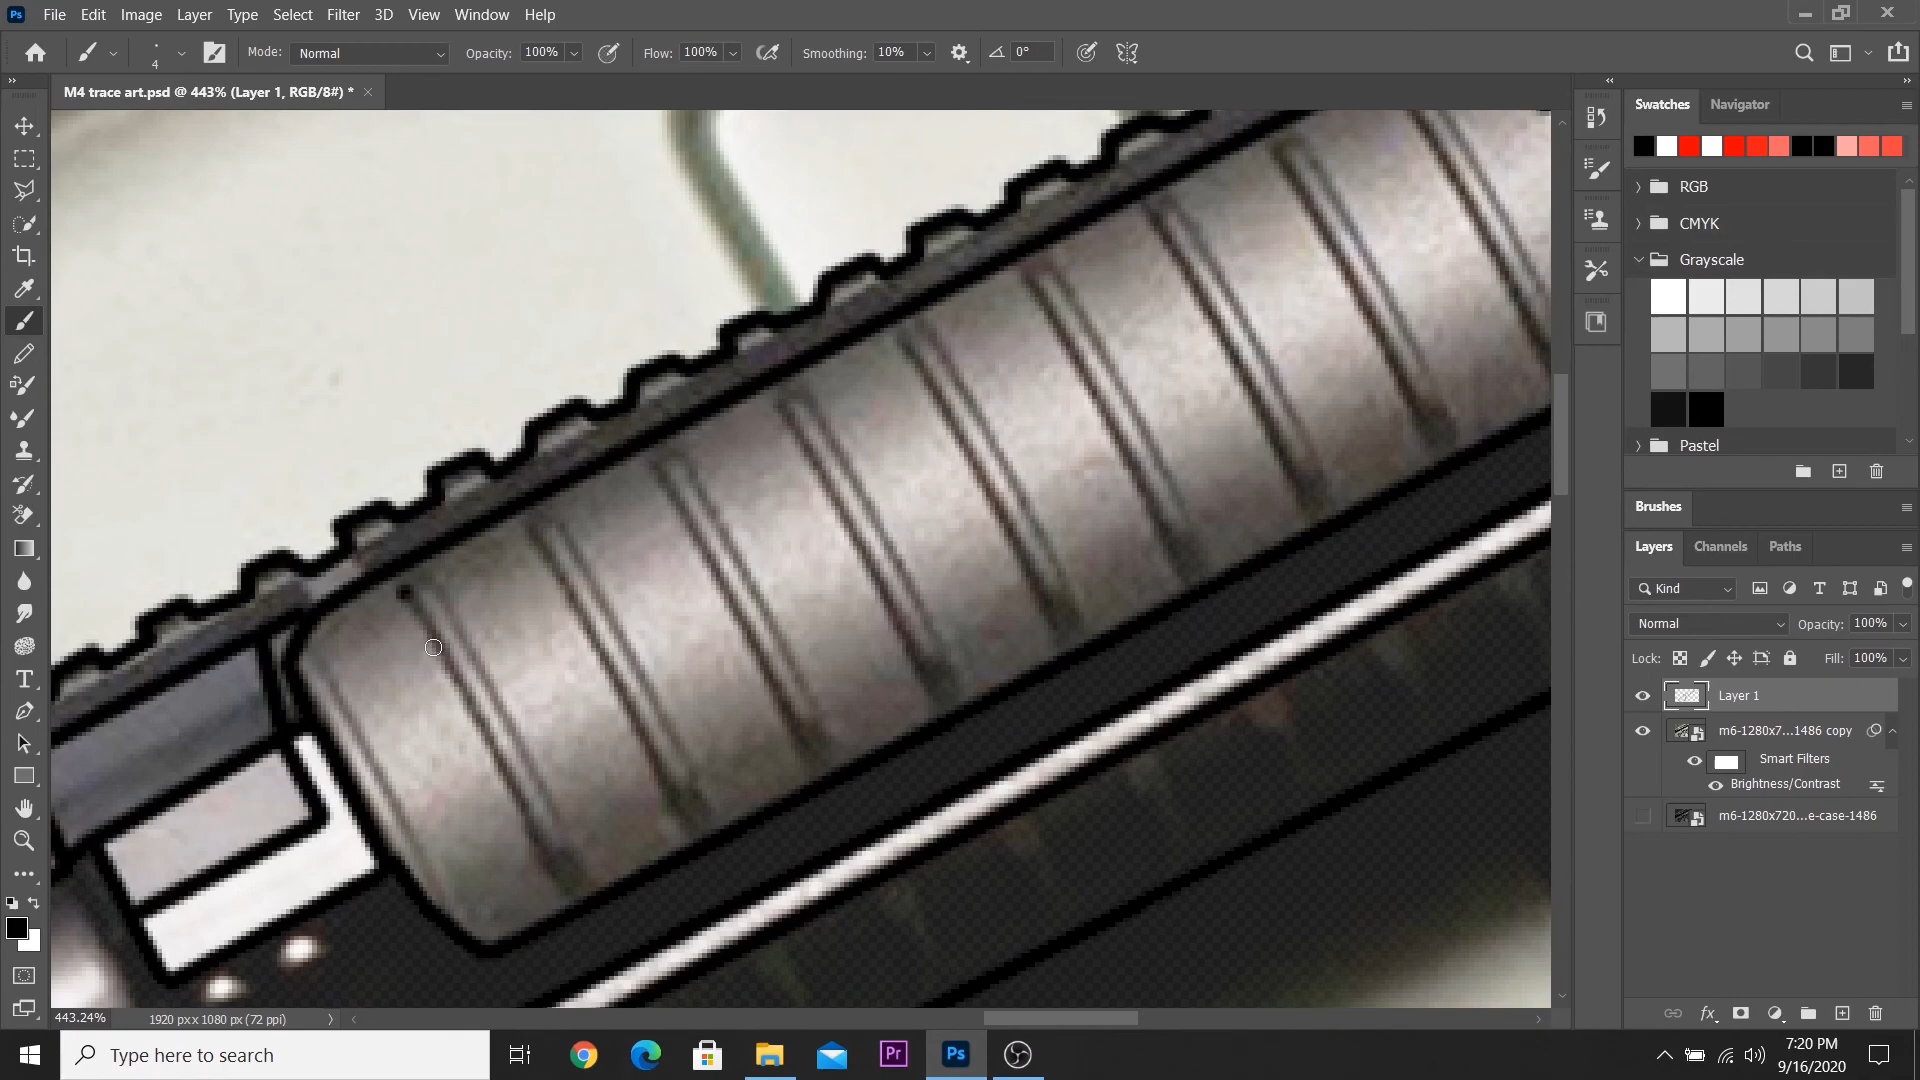 Ps File Edit Image Layer Type Select Filter 3D View Window Help
4 Mode: Normal Opacity: 100% Flow: 100% Smoothing: 10% 0°
M4 trace art.psd @ 443% (Layer 1, RGB/8#) *
Swatches Navigator
RGB
CMYK
Grayscale
Pastel
Brushes
Layers Channels Paths
Kind
Normal Opacity: 100%
Lock: Fill: 100%
Layer 1
m6-1280x7...1486 copy
Smart Filters
Brightness/Contrast
m6-1280x720...e-case-1486
443.24% 1920 px x 1080 px (72 ppi)
Type here to search
Pr Ps
7:20 PM
9/16/2020